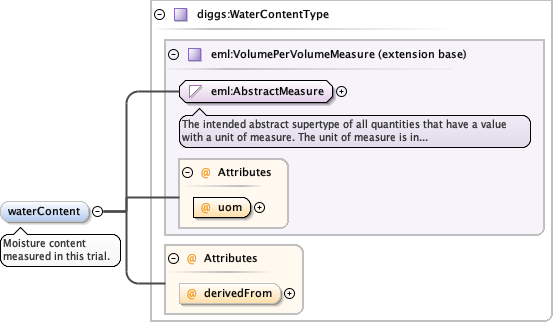 diggs:WaterContentType
eml:VolumePerVolumeMeasure (extension base)
eml:AbstractMeasure
The intended abstract supertype of all quantities that have a value
with a unit of measure. The unit of measure is in...
@ Attributes
@ uom
waterContent
Moisture content
measured in this trial.
@ Attributes
@ derivedFrom